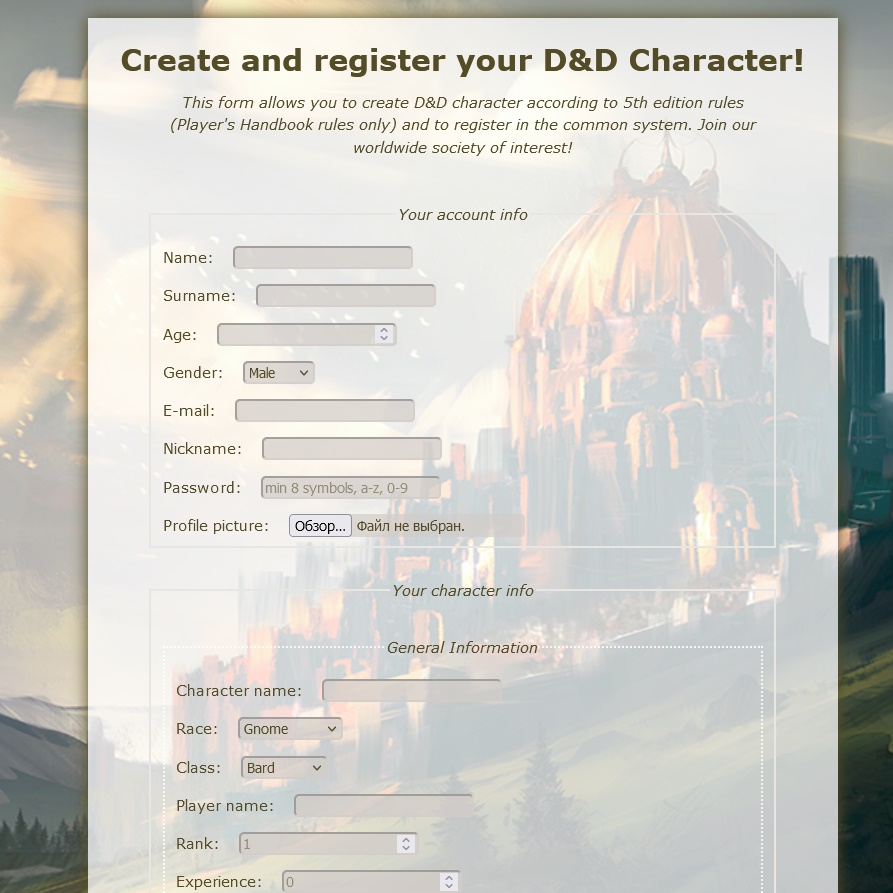 Create and register your D&D Character!
This form allows you to create D&D character according to 5th edition rules
(Player's Handbook rules only) and to register in the common system. Join our
worldwide society of interest!
Your account info
Name:
Surname:
Age:
Gender: Male
E-mail:
Nickname:
Password: min 8 symbols, a-z, 0-9
Profile picture: Обзор... Файл не выбран.
Your character info
General Information
Character name:
Race: Gnome
Class: Bard
Player name:
Rank: 1
Experience: 0